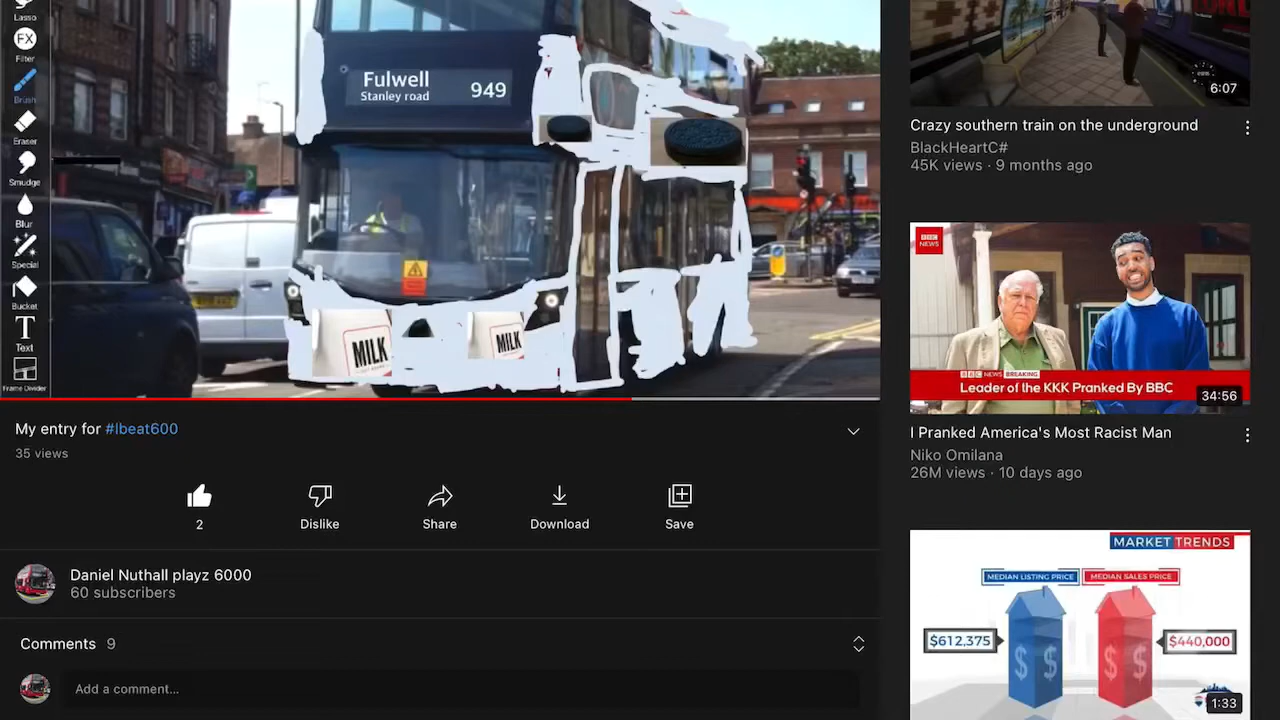 Lasso
FX
Filter
Brush
Eraser
Smudge
Blur
Special
Bucket
T
Text
Frame Divider
Fulwell
Stanley road
949
MILK
MILK
My entry for #Ibeat600
35 views
2
Dislike
Share
Download
Save
Daniel Nuthall playz 6000
60 subscribers
Comments 9
Add a comment...
6:07
Crazy southern train on the underground
BlackHeartC#
45K views · 9 months ago
BBC
NEWS
BBC NEWS BREAKING
Leader of the KKK Pranked By BBC
34:56
I Pranked America's Most Racist Man
Niko Omilana
26M views · 10 days ago
MARKET TRENDS
MEDIAN LISTING PRICE
MEDIAN SALES PRICE
$612,375
$440,000
1:33